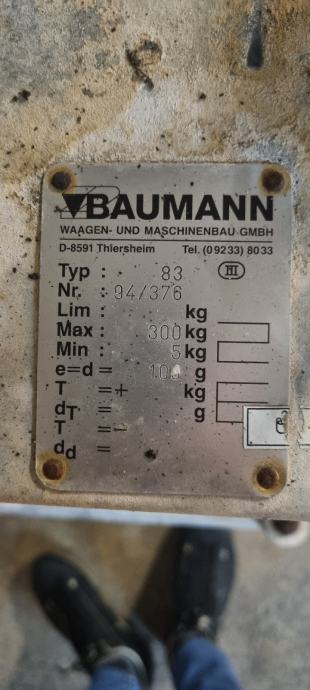 BAUMANN
WAAGEN- UND MASCHINENBAU GMBH
D-8591 Thiersheim Tel. (09233) 8033
Typ : 83 III
Nr. : 94/376
Lim : kg
Max : 300 kg
Min : 5 kg
e=d = 100 g
T = + kg
dT = g
T = −
dd =